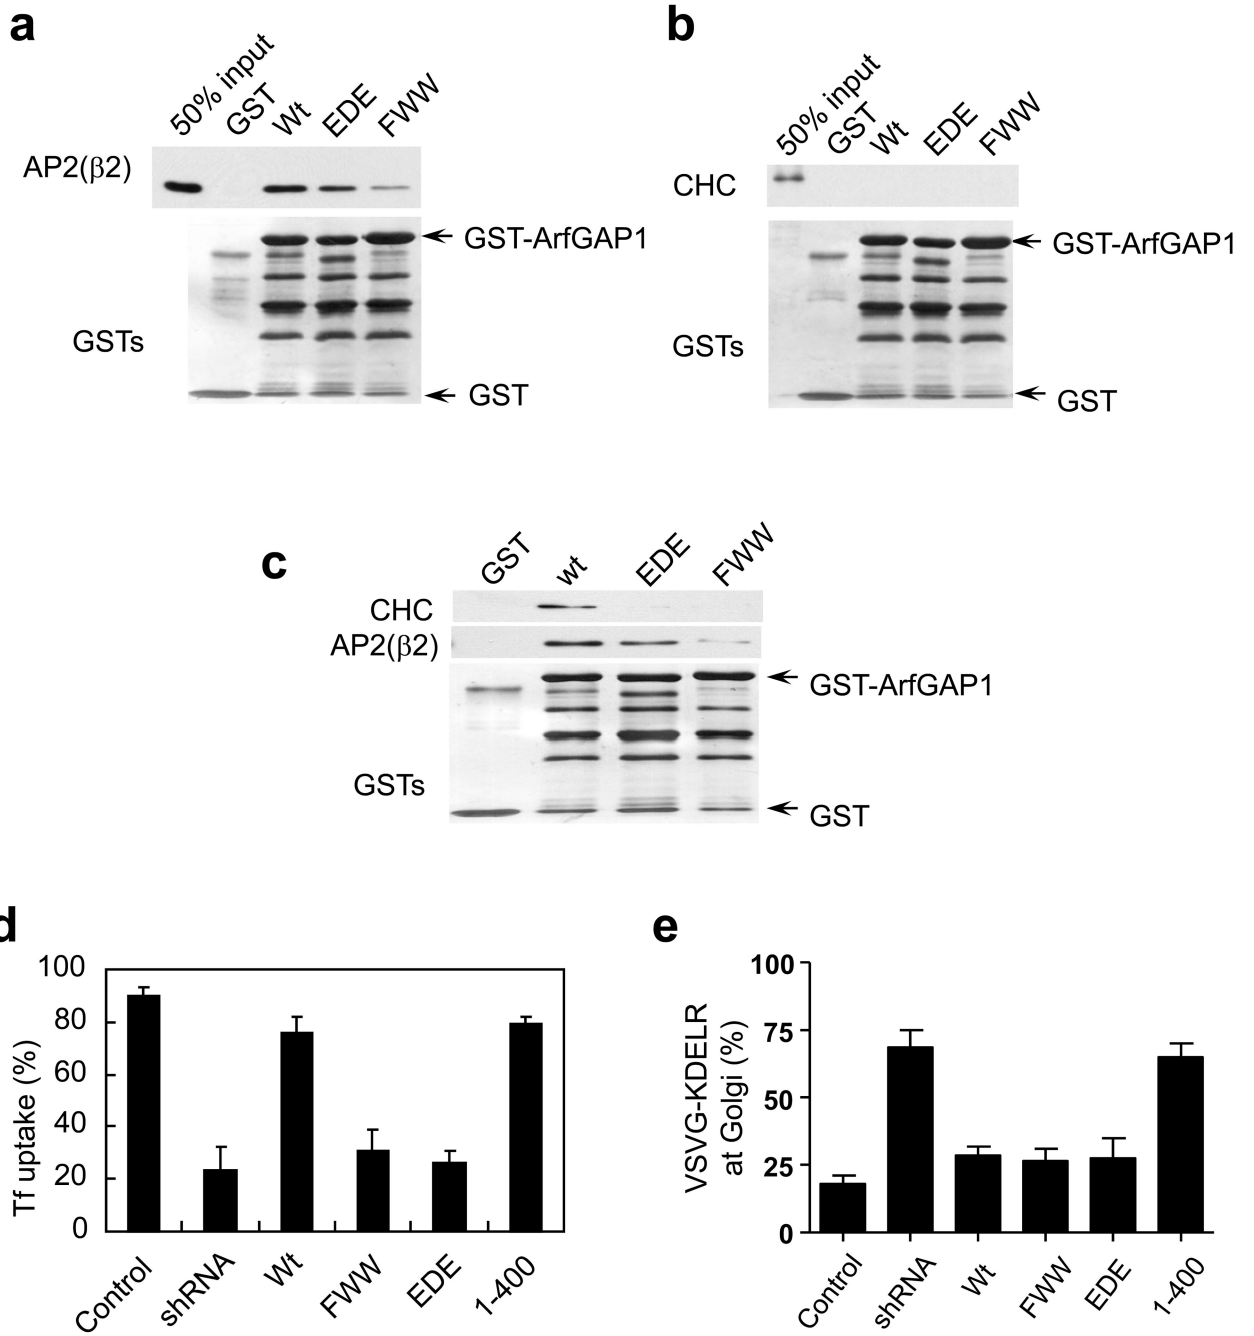 a
50% input
GST
Wt
EDE
FWW
AP2(β2)
GST-ArfGAP1
GSTs
GST
b
50% input
GST
Wt
EDE
FWW
CHC
GST-ArfGAP1
GSTs
GST
c
GST
wt
EDE
FWW
CHC
AP2(β2)
GST-ArfGAP1
GSTs
GST
d
Tf uptake (%)
100
80
60
40
20
0
Control
shRNA
Wt
FWW
EDE
1-400
e
VSVG-KDELR
at Golgi (%)
100
75
50
25
0
Control
shRNA
Wt
FWW
EDE
1-400